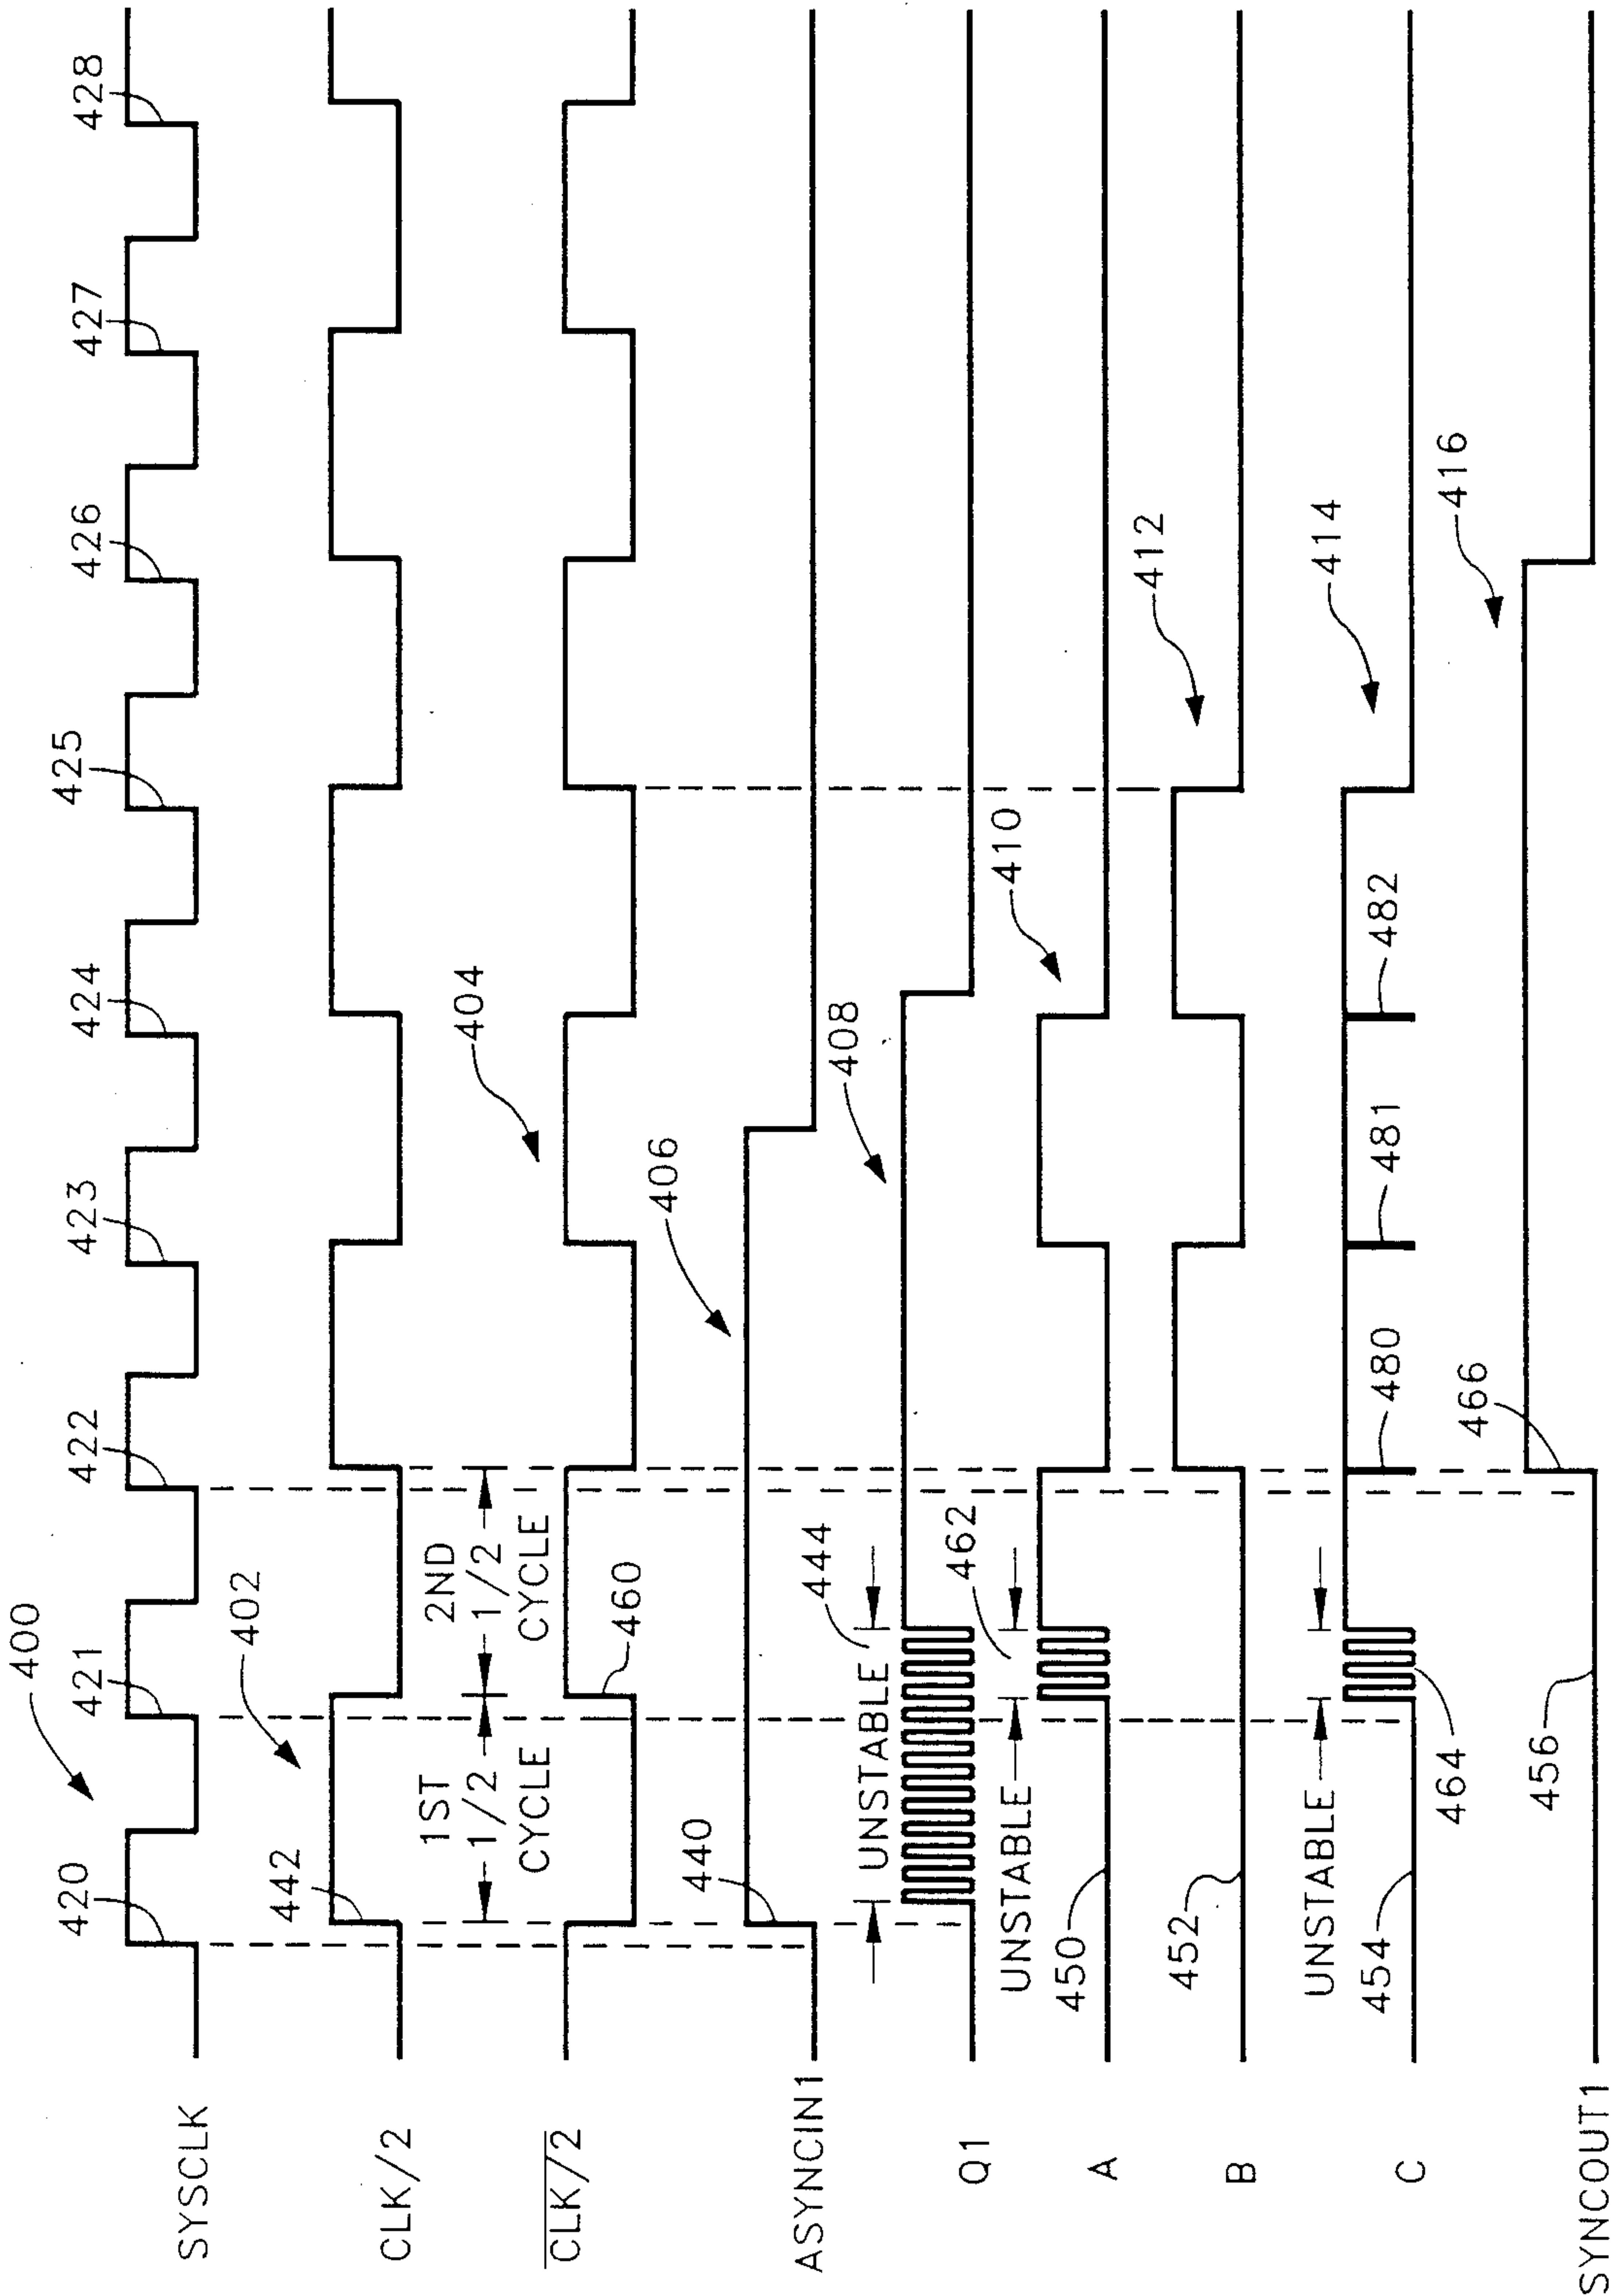 400
420
421
422
423
424
425
426
427
428
SYSCLK
402
442
CLK/2
1ST
1/2
CYCLE
2ND
1/2
CYCLE
404
CLK/2
460
406
ASYNCIN1
440
408
Q1
UNSTABLE
444
410
A
UNSTABLE
462
450
412
B
452
414
C
UNSTABLE
454
464
480
481
482
416
SYNCOUT1
456
466